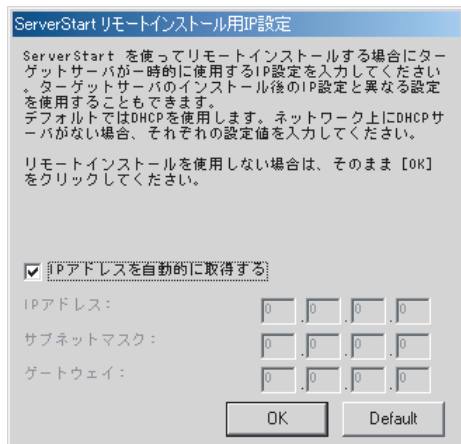 ServerStart リモートインストール用IP設定
ServerStart を使ってリモートインストールする場合にター
ゲットサーバが一時的に使用するIP設定を入力してください
。ターゲットサーバのインストール後のIP設定と異なる設定
を使用することもできます。
デフォルトではDHCPを使用します。ネットワーク上にDHCPサ
ーバがない場合、それぞれの設定値を入力してください。
リモートインストールを使用しない場合は、そのまま [OK]
をクリックしてください。
IPアドレスを自動的に取得する
IPアドレス: 0 .0 .0 .0
サブネットマスク: 0 .0 .0 .0
ゲートウェイ: 0 .0 .0 .0
OK Default